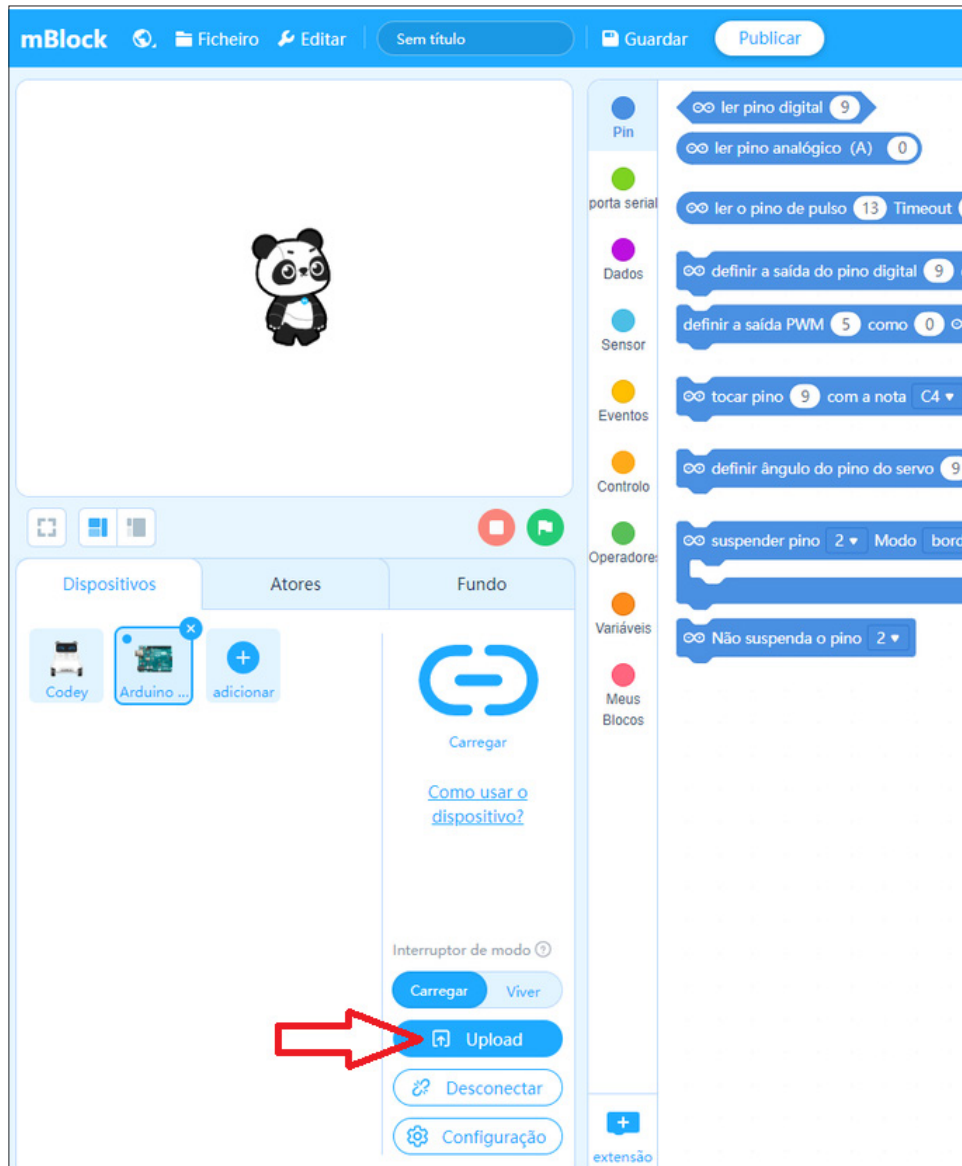 mBlock
Ficheiro
Editar
Sem título
Guardar
Publicar
Pin
porta serial
Dados
Sensor
Eventos
Controlo
Operadores
Variáveis
Meus
Blocos
extensão
ler pino digital 9
ler pino analógico (A) 0
ler o pino de pulso 13 Timeout
definir a saída do pino digital 9
definir a saída PWM 5 como 0
tocar pino 9 com a nota C4
definir ângulo do pino do servo 9
suspender pino 2 Modo bord
Não suspenda o pino 2
Dispositivos
Atores
Fundo
Codey
Arduino ...
adicionar
Carregar
Como usar o
dispositivo?
Interruptor de modo ?
Carregar Viver
Upload
Desconectar
Configuração